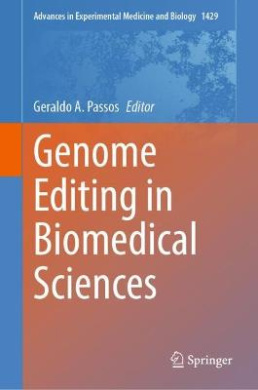 Advances in Experimental Medicine and Biology 1429
Geraldo A. Passos Editor
Genome
Editing in
Biomedical
Sciences
Springer